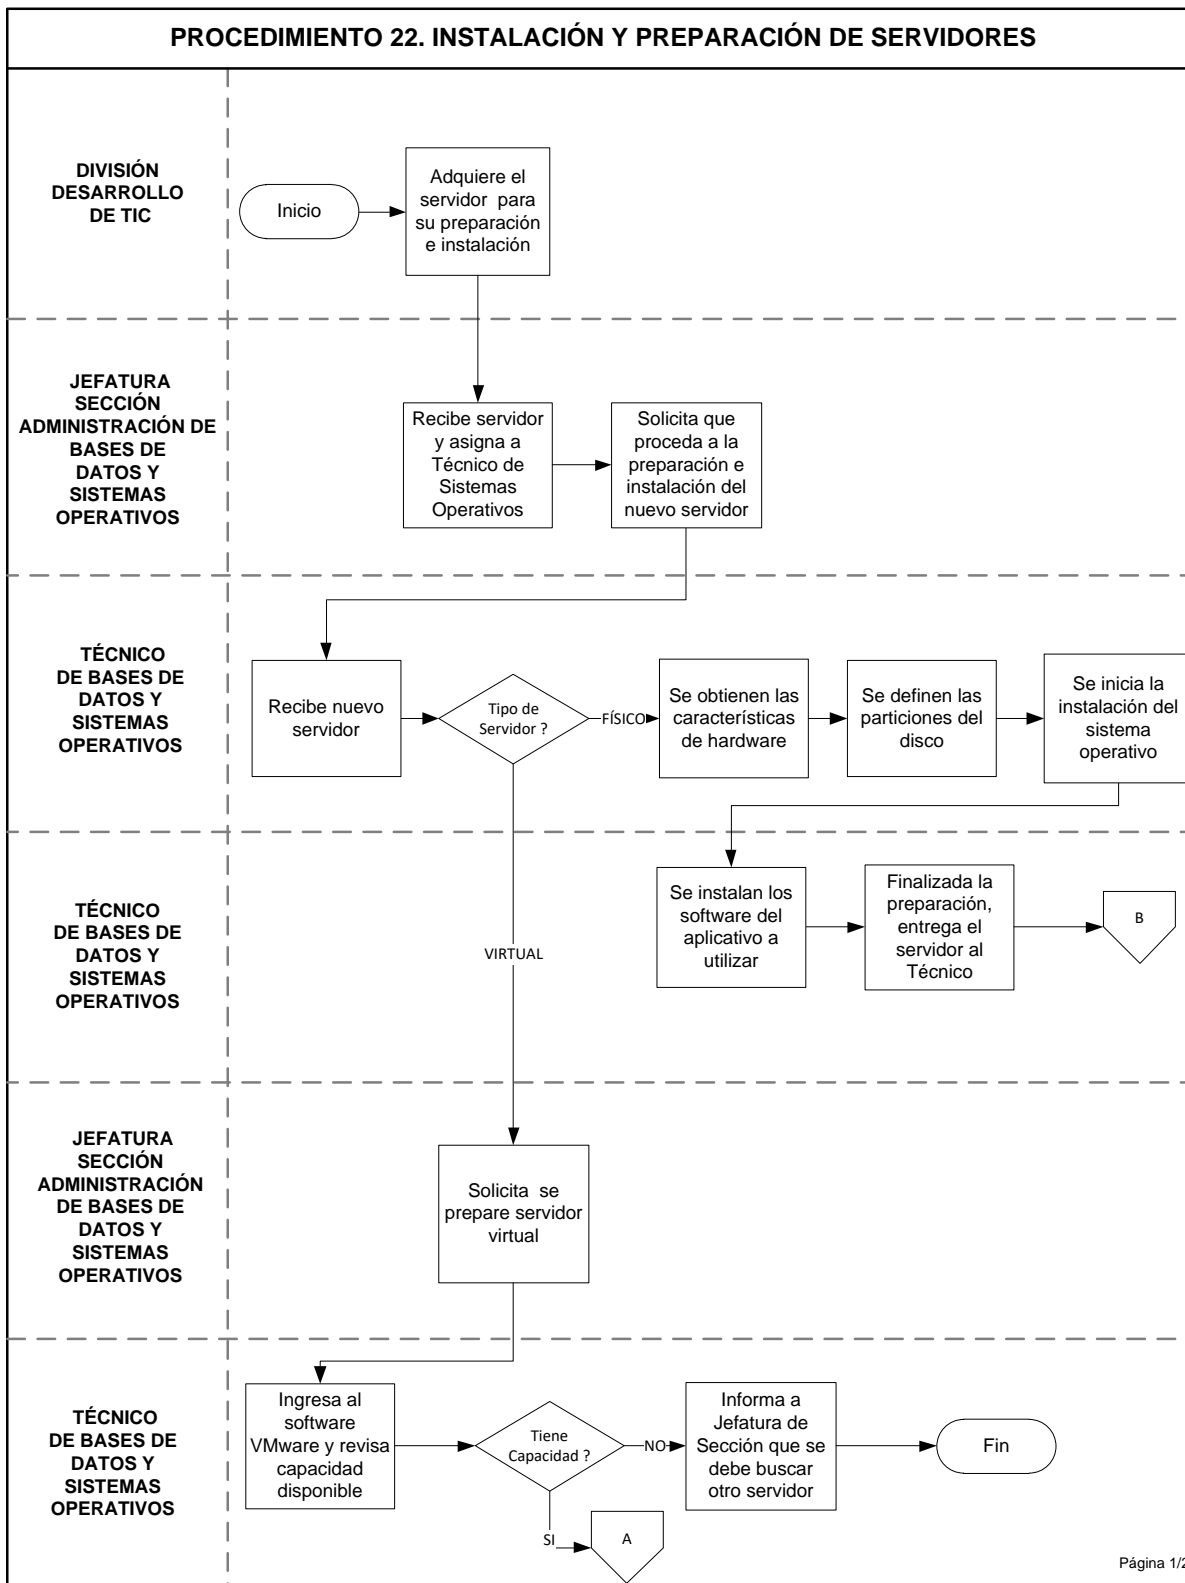 PROCEDIMIENTO 22. INSTALACIÓN Y PREPARACIÓN DE SERVIDORES
DIVISIÓN
DESARROLLO
DE TIC
Inicio
Adquiere el
servidor para
su preparación
e instalación
JEFATURA
SECCIÓN
ADMINISTRACIÓN DE
BASES DE
DATOS Y
SISTEMAS
OPERATIVOS
Recibe servidor
y asigna a
Técnico de
Sistemas
Operativos
Solicita que
proceda a la
preparación e
instalación del
nuevo servidor
TÉCNICO
DE BASES DE
DATOS Y
SISTEMAS
OPERATIVOS
Recibe nuevo
servidor
Tipo de
Servidor ?
FÍSICO
Se obtienen las
características
de hardware
Se definen las
particiones del
disco
Se inicia la
instalación del
sistema
operativo
TÉCNICO
DE BASES DE
DATOS Y
SISTEMAS
OPERATIVOS
VIRTUAL
Se instalan los
software del
aplicativo a
utilizar
Finalizada la
preparación,
entrega el
servidor al
Técnico
B
JEFATURA
SECCIÓN
ADMINISTRACIÓN
DE BASES DE
DATOS Y
SISTEMAS
OPERATIVOS
Solicita se
prepare servidor
virtual
TÉCNICO
DE BASES DE
DATOS Y
SISTEMAS
OPERATIVOS
Ingresa al
software
VMware y revisa
capacidad
disponible
Tiene
Capacidad ?
NO
Informa a
Jefatura de
Sección que se
debe buscar
otro servidor
Fin
SI
A
Página 1/2